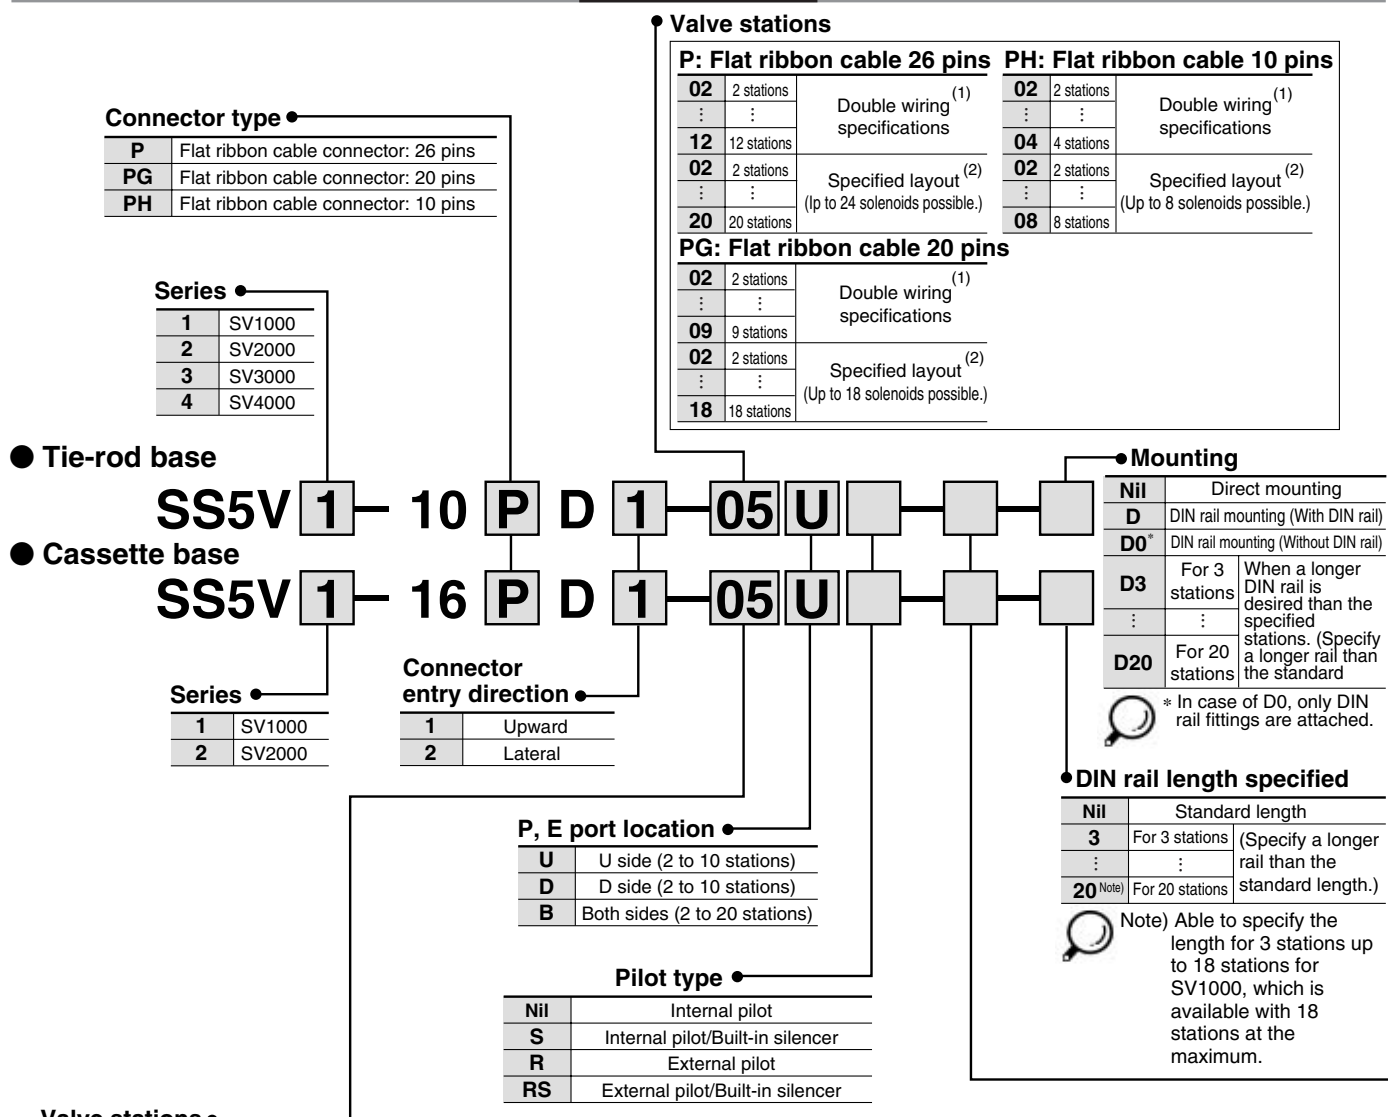 Valve stations
P: Flat ribbon cable 26 pins
02 2 stations Double wiring (1) specifications
⋮ ⋮
12 12 stations
02 2 stations Specified layout (2)
⋮ ⋮ (Ip to 24 solenoids possible.)
20 20 stations
PH: Flat ribbon cable 10 pins
02 2 stations Double wiring (1) specifications
⋮ ⋮
04 4 stations
02 2 stations Specified layout (2)
⋮ ⋮ (Up to 8 solenoids possible.)
08 8 stations
PG: Flat ribbon cable 20 pins
02 2 stations Double wiring (1) specifications
⋮ ⋮
09 9 stations
02 2 stations Specified layout (2)
⋮ ⋮ (Up to 18 solenoids possible.)
18 18 stations
Connector type
P Flat ribbon cable connector: 26 pins
PG Flat ribbon cable connector: 20 pins
PH Flat ribbon cable connector: 10 pins
Series
1 SV1000
2 SV2000
3 SV3000
4 SV4000
● Tie-rod base
SS5V 1 – 10 P D 1 – 05 U – –
● Cassette base
SS5V 1 – 16 P D 1 – 05 U – –
Mounting
Nil Direct mounting
D DIN rail mounting (With DIN rail)
D0* DIN rail mounting (Without DIN rail)
D3 For 3 stations
⋮ ⋮
D20 For 20 stations
When a longer
DIN rail is
desired than the
specified
stations. (Specify
a longer rail than
the standard
* In case of D0, only DIN
rail fittings are attached.
Series
1 SV1000
2 SV2000
Connector
entry direction
1 Upward
2 Lateral
DIN rail length specified
Nil Standard length
3 For 3 stations
⋮ ⋮
20 Note) For 20 stations
(Specify a longer
rail than the
standard length.)
Note) Able to specify the
length for 3 stations up
to 18 stations for
SV1000, which is
available with 18
stations at the
maximum.
P, E port location
U U side (2 to 10 stations)
D D side (2 to 10 stations)
B Both sides (2 to 20 stations)
Pilot type
Nil Internal pilot
S Internal pilot/Built-in silencer
R External pilot
RS External pilot/Built-in silencer
Valve stations